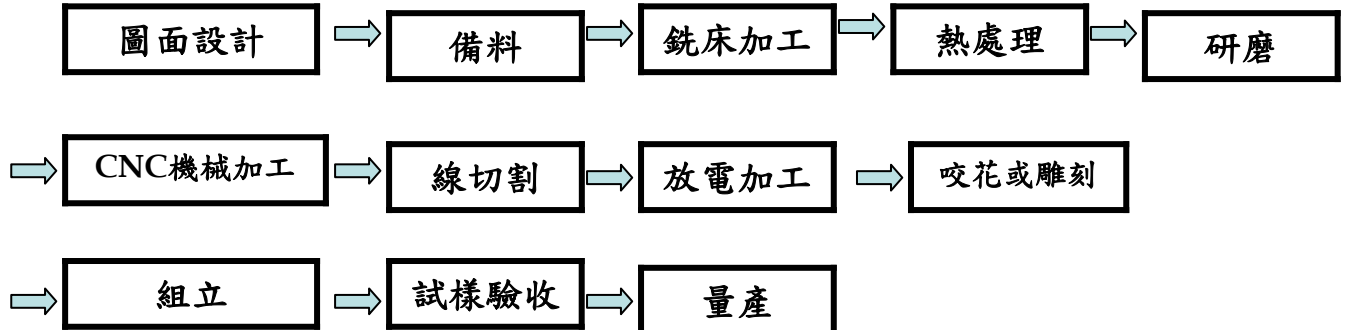 圖面設計 備料 銑床加工 熱處理 研磨
CNC機械加工 線切割 放電加工 咬花或雕刻
組立 試樣驗收 量產